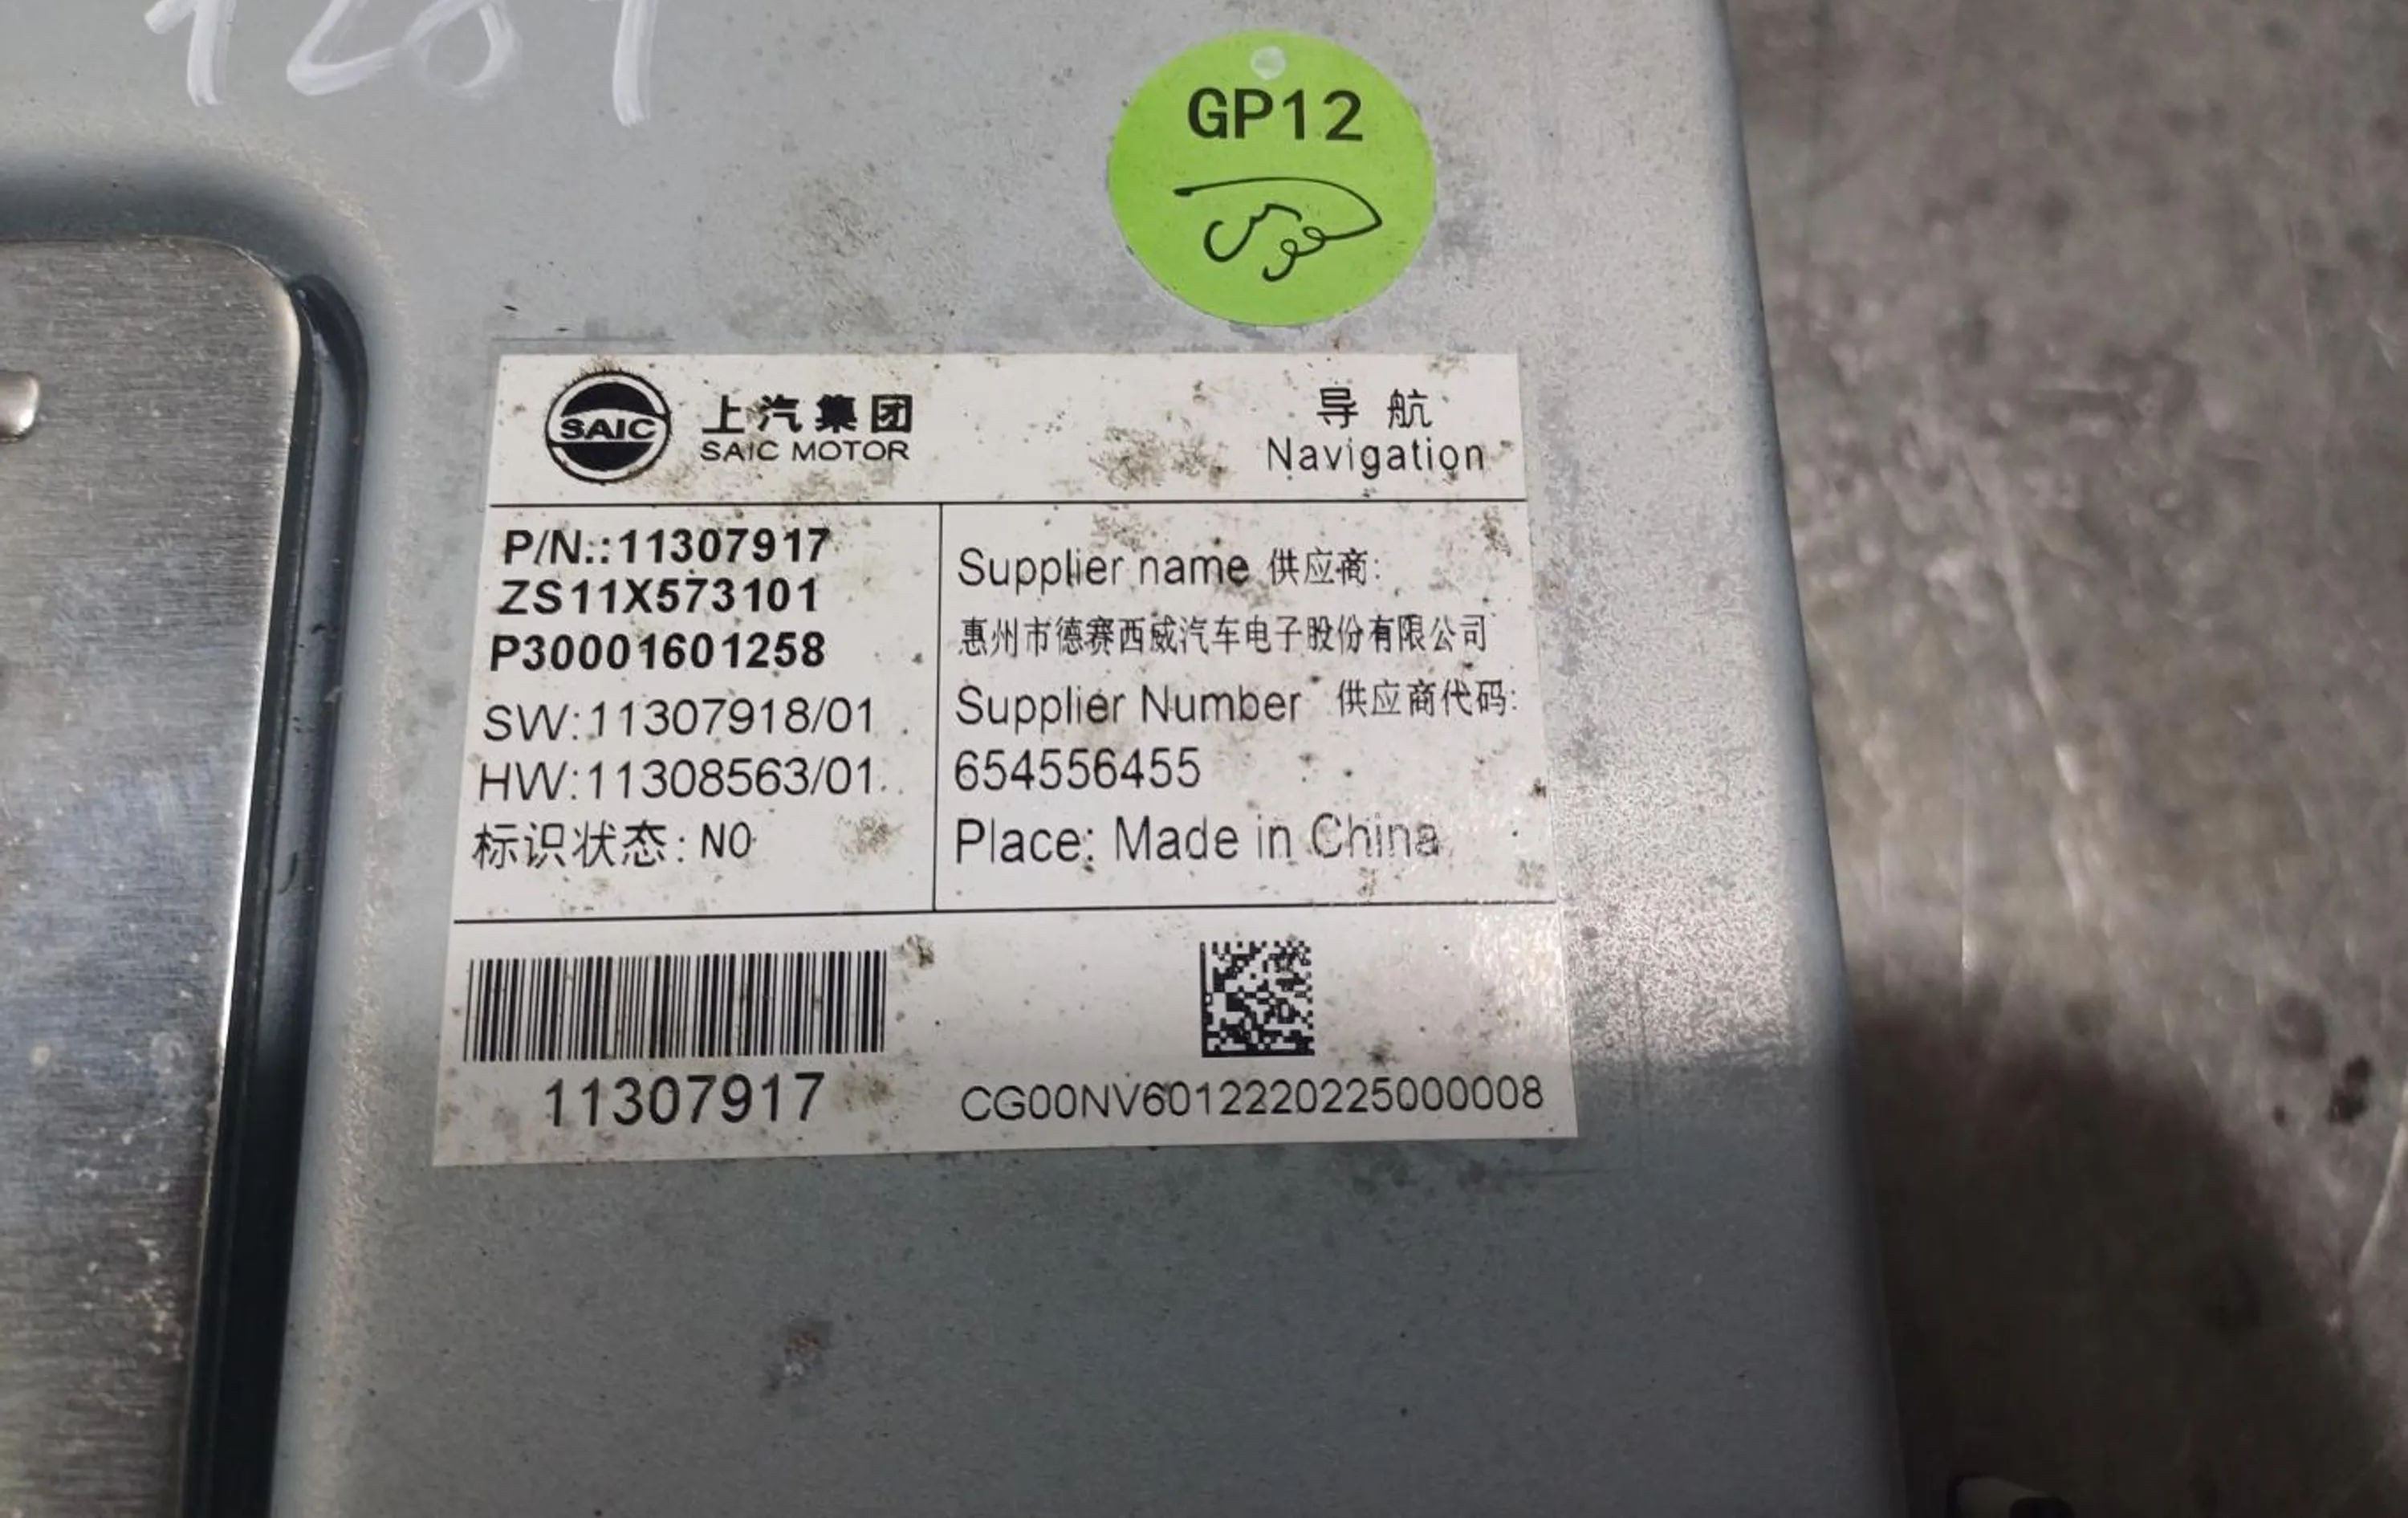 GP12
SAIC
上汽集团
SAIC MOTOR
导航
Navigation
P/N.:11307917
ZS11X573101
P30001601258
SW:11307918/01
HW:11308563/01
标识状态: NO
Supplier name 供应商:
惠州市德赛西威汽车电子股份有限公司
Supplier Number 供应商代码:
654556455
Place: Made in China
11307917
CG00NV6012220225000008